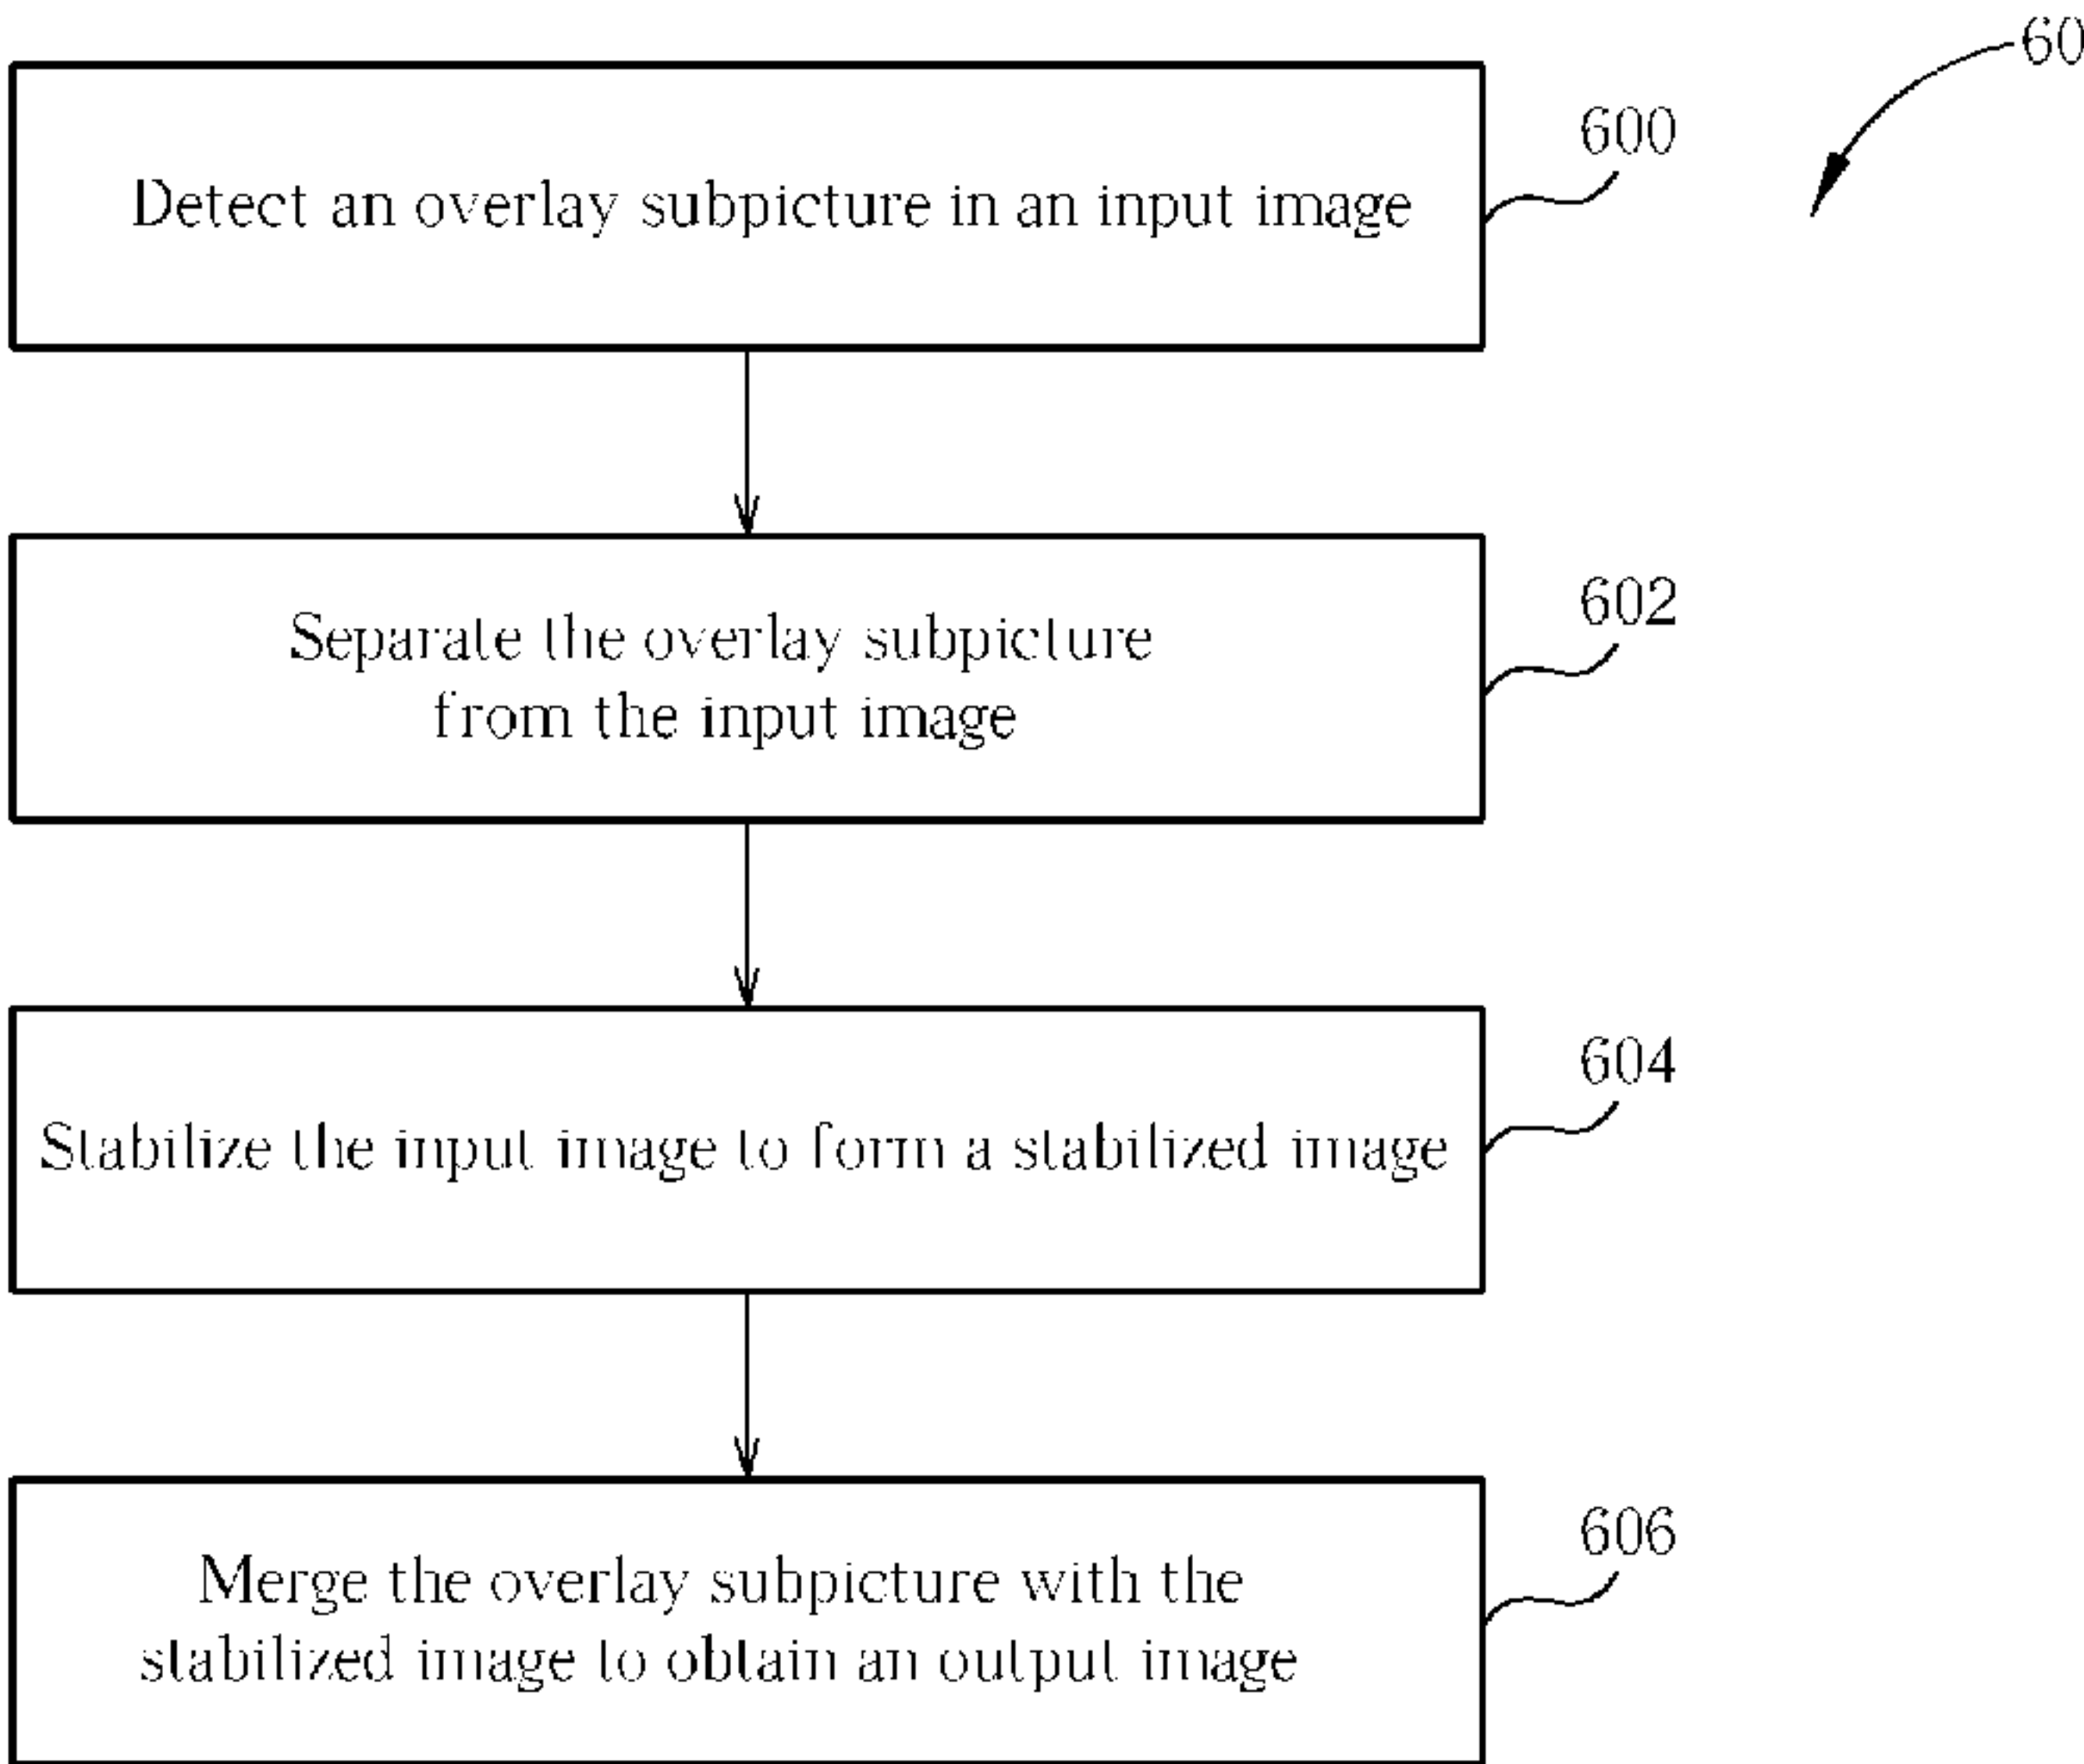 60
600
Detect an overlay subpicture in an input image
602
Separate the overlay subpicture
from the input image
604
Stabilize the input image to form a stabilized image
606
Merge the overlay subpicture with the
stabilized image to obtain an output image